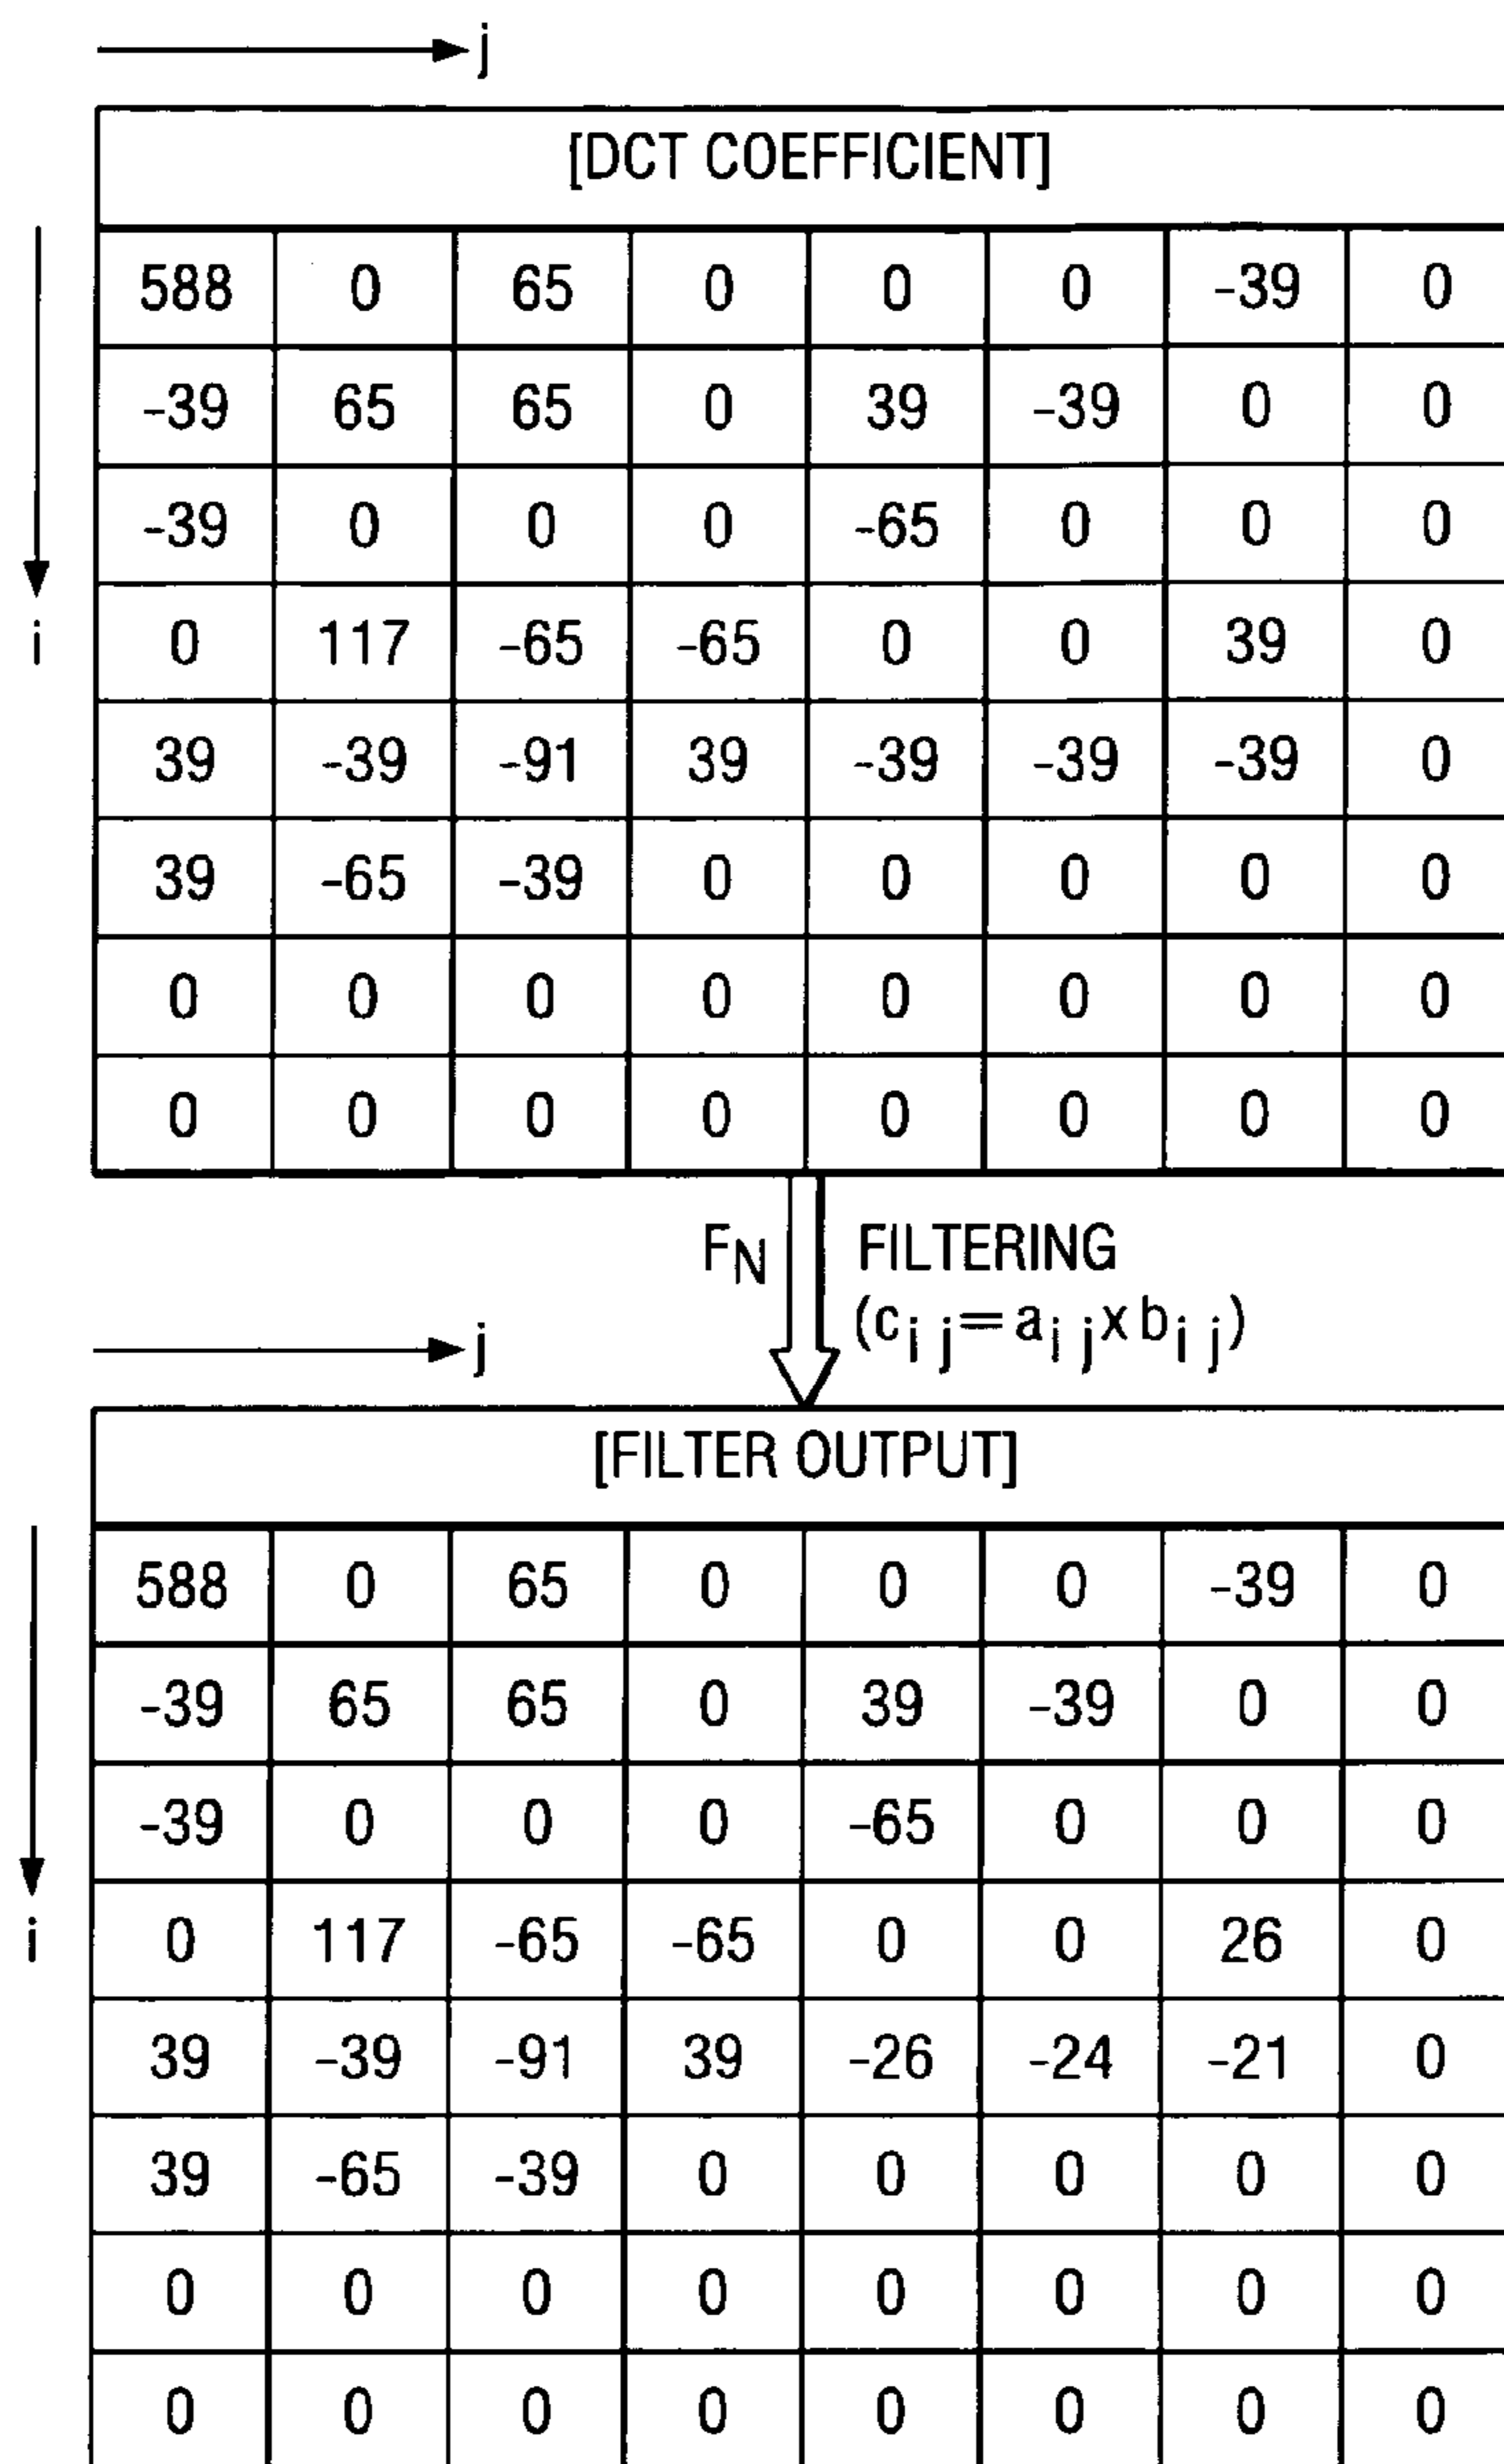 j
[DCT COEFFICIENT]
588 0 65 0 0 0 -39 0
-39 65 65 0 39 -39 0 0
-39 0 0 0 -65 0 0 0
i
0 117 -65 -65 0 0 39 0
39 -39 -91 39 -39 -39 -39 0
39 -65 -39 0 0 0 0 0
0 0 0 0 0 0 0 0
0 0 0 0 0 0 0 0
FN FILTERING
(cij=aijxbij)
j
[FILTER OUTPUT]
588 0 65 0 0 0 -39 0
-39 65 65 0 39 -39 0 0
-39 0 0 0 -65 0 0 0
i
0 117 -65 -65 0 0 26 0
39 -39 -91 39 -26 -24 -21 0
39 -65 -39 0 0 0 0 0
0 0 0 0 0 0 0 0
0 0 0 0 0 0 0 0